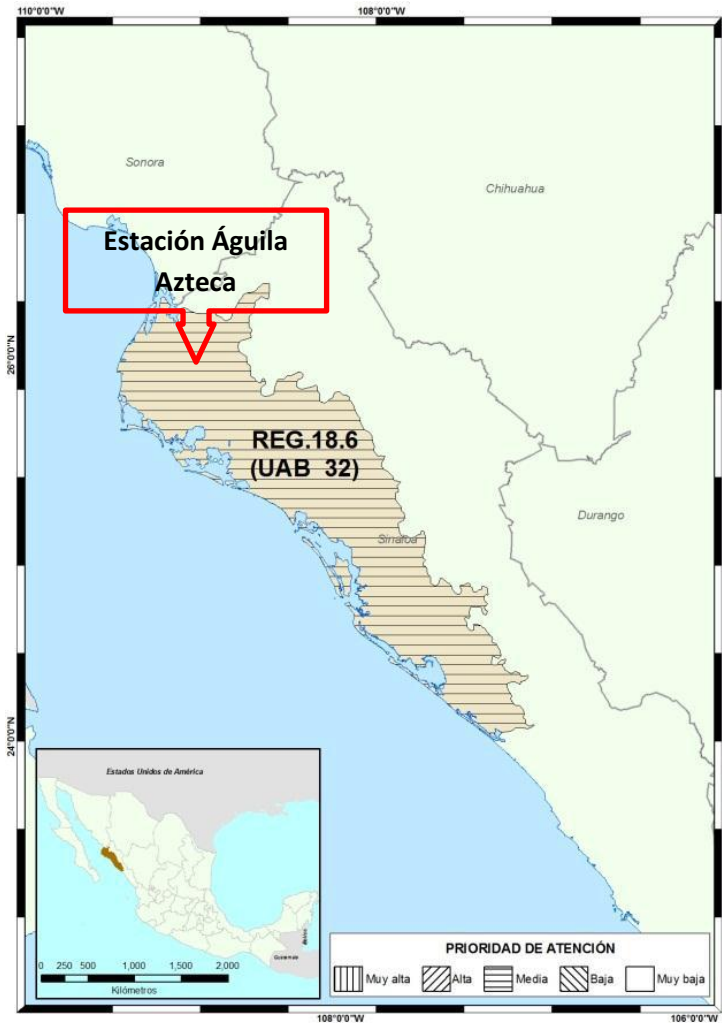 110°0'0"W
108°0'0"W
Sonora
Chihuahua
Estación Águila
Azteca
26°0'0"N
REG.18.6
(UAB 32)
Durango
Sinaloa
24°0'0"N
Estados Unidos de América
Guatemala
0 250 500 1,000 1,500 2,000
Kilómetros
PRIORIDAD DE ATENCIÓN
Muy alta
Alta
Media
Baja
Muy baja
108°0'0"W
106°0'0"W